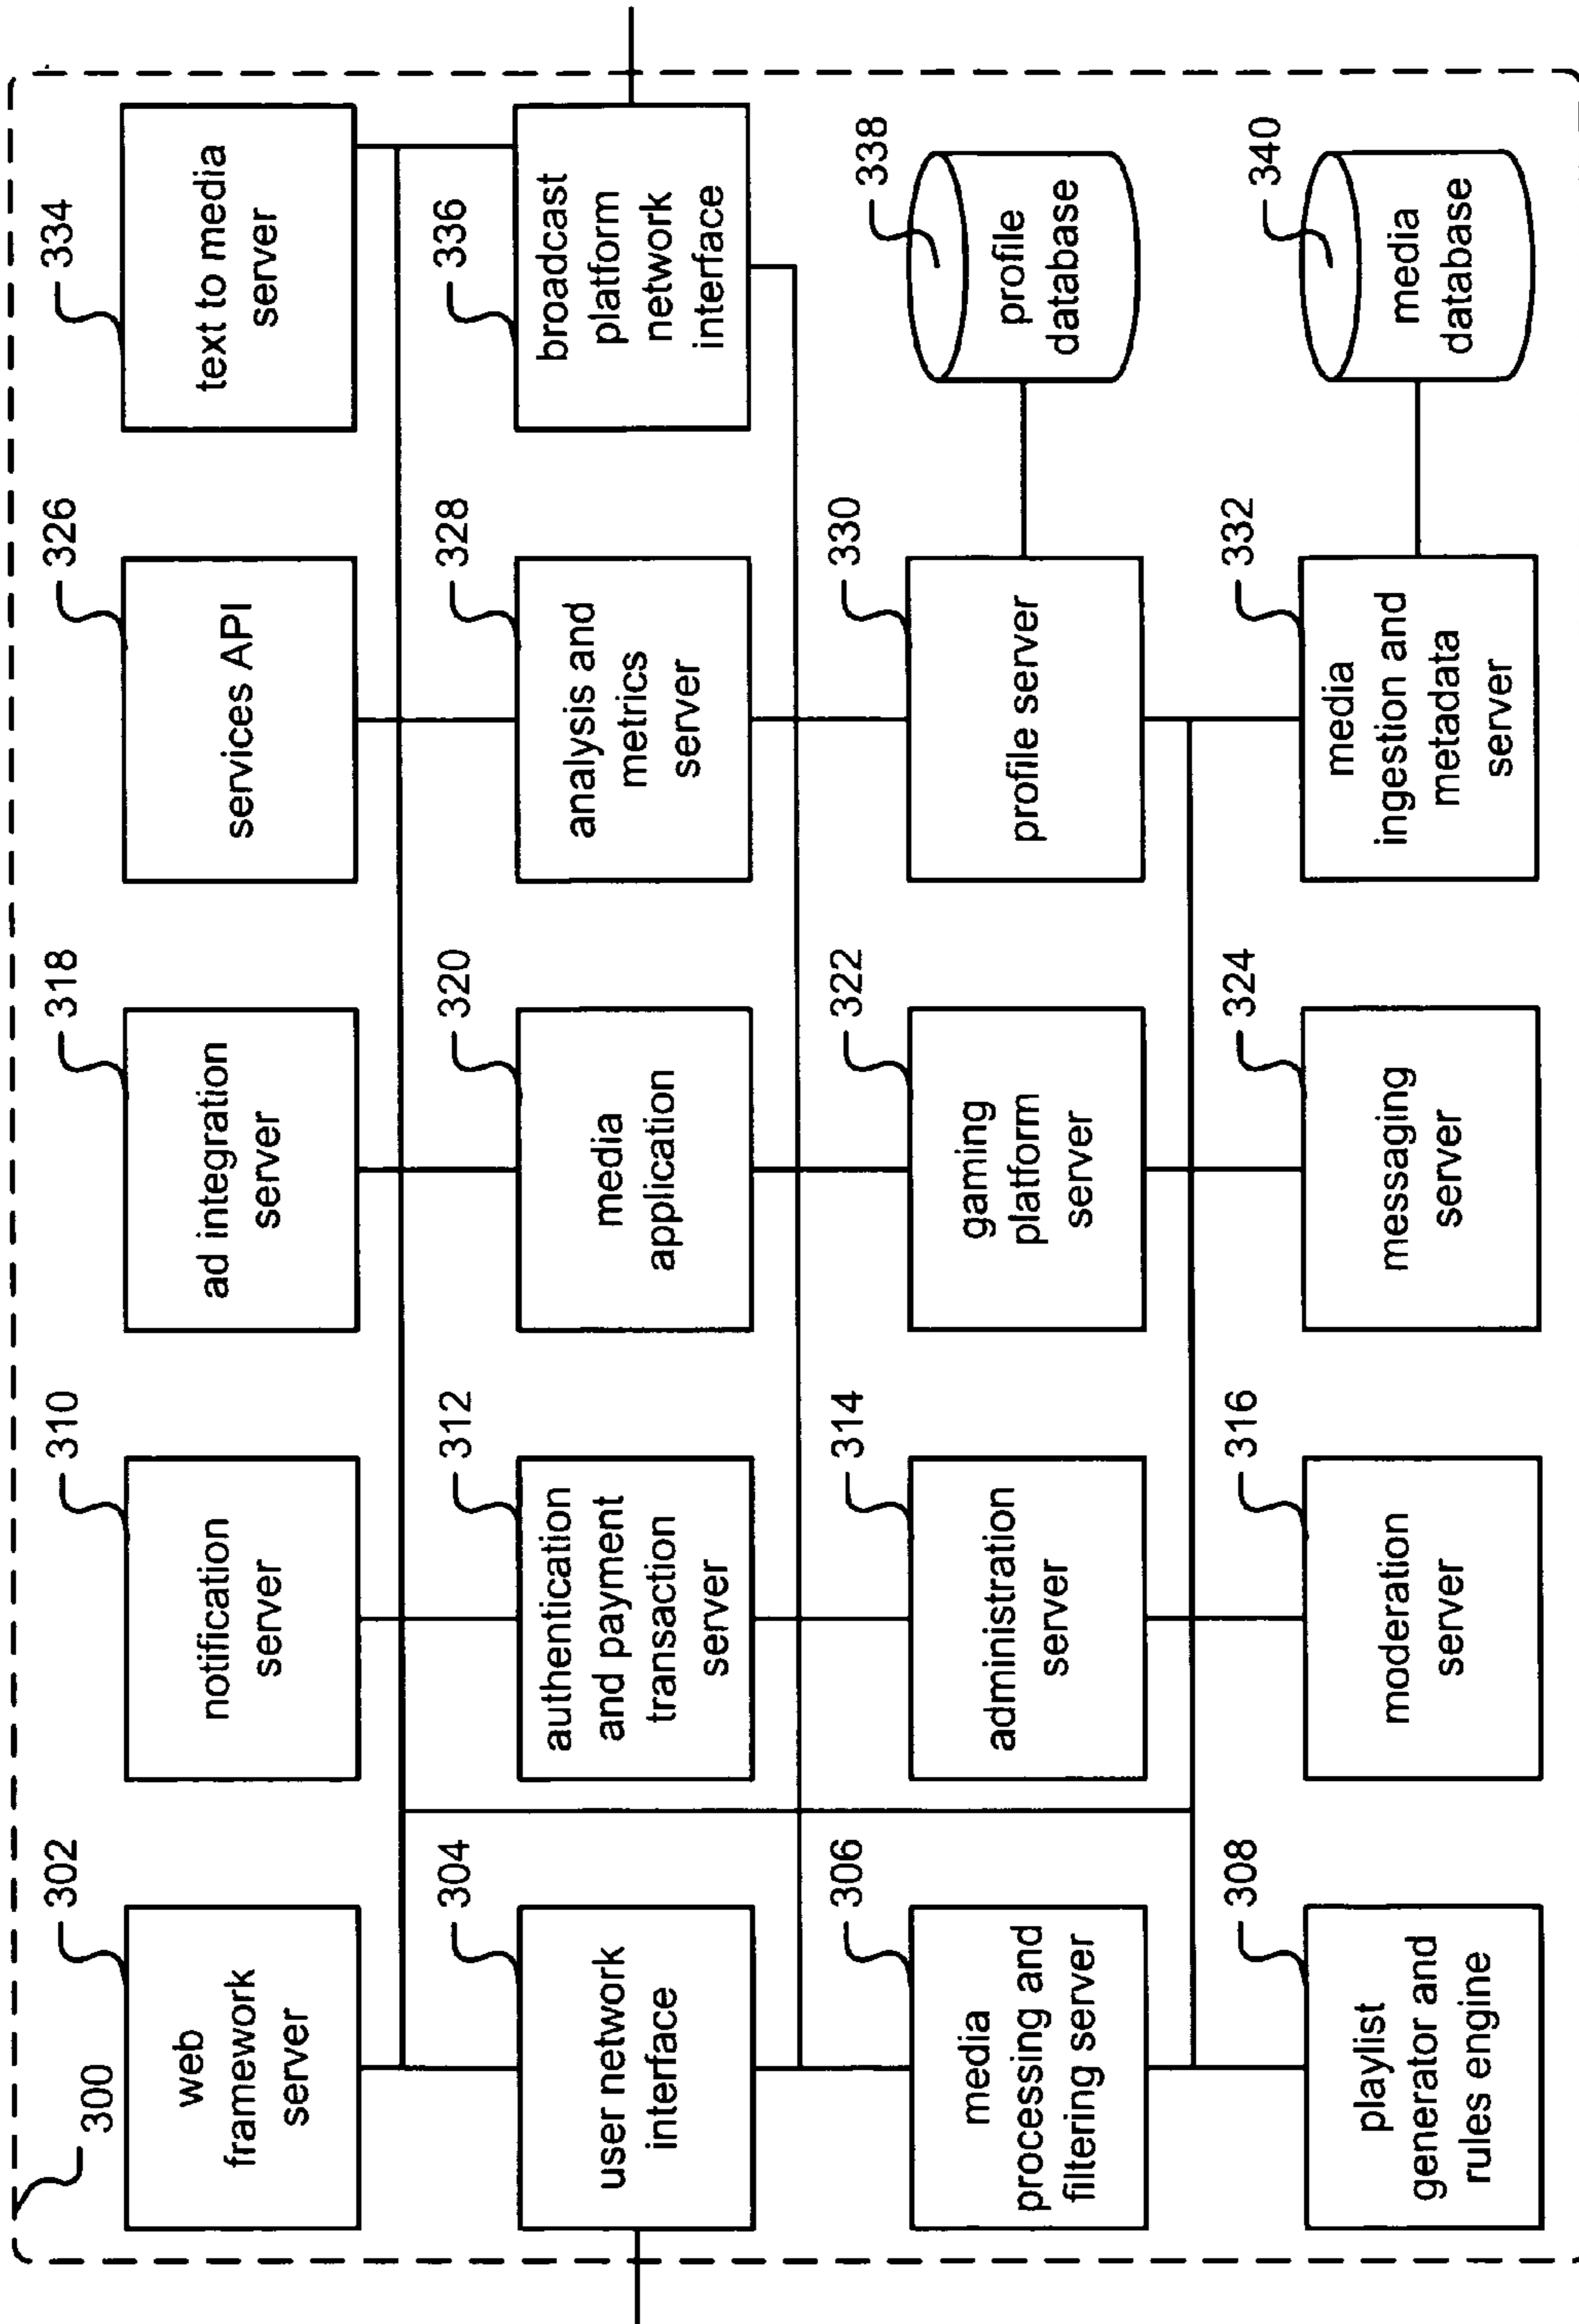 300
302
web
framework
server
304
user network
interface
306
media
processing and
filtering server
308
playlist
generator and
rules engine
310
notification
server
312
authentication
and payment
transaction
server
314
administration
server
316
moderation
server
318
ad integration
server
320
media
application
322
gaming
platform
server
324
messaging
server
326
services API
328
analysis and
metrics
server
330
profile server
332
media
ingestion and
metadata
server
334
text to media
server
336
broadcast
platform
network
interface
338
profile
database
340
media
database